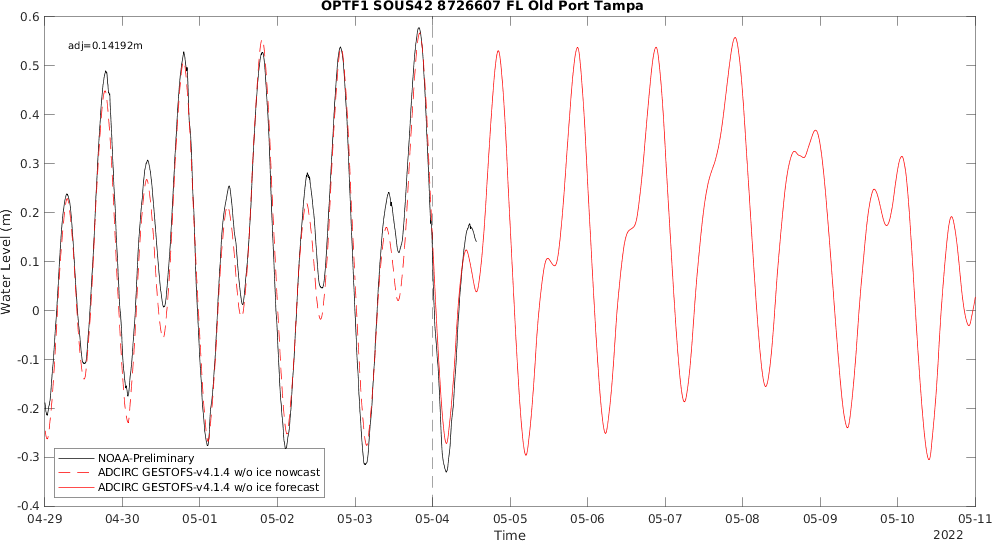 OPTF1 SOUS42 8726607 FL Old Port Tampa
adj=0.14192m
0.6
0.5
0.4
0.3
0.2
0.1
0
-0.1
-0.2
-0.3
-0.4
Water Level (m)
NOAA-Preliminary
ADCIRC GESTOFS-v4.1.4 w/o ice nowcast
ADCIRC GESTOFS-v4.1.4 w/o ice forecast
04-29 04-30 05-01 05-02 05-03 05-04 05-05 05-06 05-07 05-08 05-09 05-10 05-11
Time
2022